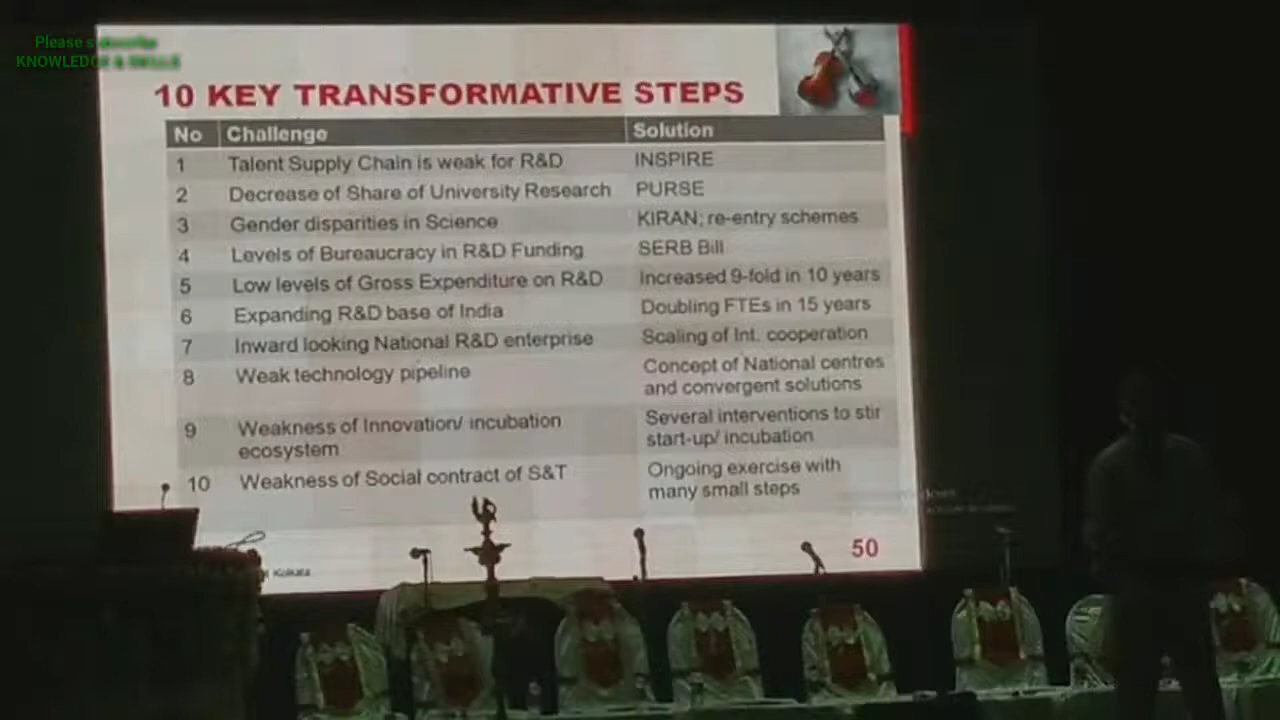 Please subscribe
KNOWLEDGE & SKILLS
10 KEY TRANSFORMATIVE STEPS
No Challenge Solution
1 Talent Supply Chain is weak for R&D INSPIRE
2 Decrease of Share of University Research PURSE
3 Gender disparities in Science KIRAN; re-entry schemes
4 Levels of Bureaucracy in R&D Funding SERB Bill
5 Low levels of Gross Expenditure on R&D Increased 9-fold in 10 years
6 Expanding R&D base of India Doubling FTEs in 15 years
7 Inward looking National R&D enterprise Scaling of Int. cooperation
8 Weak technology pipeline Concept of National centres
and convergent solutions
9 Weakness of Innovation/ incubation Several interventions to stir
ecosystem start-up/ incubation
10 Weakness of Social contract of S&T Ongoing exercise with
many small steps
50
Kolkata